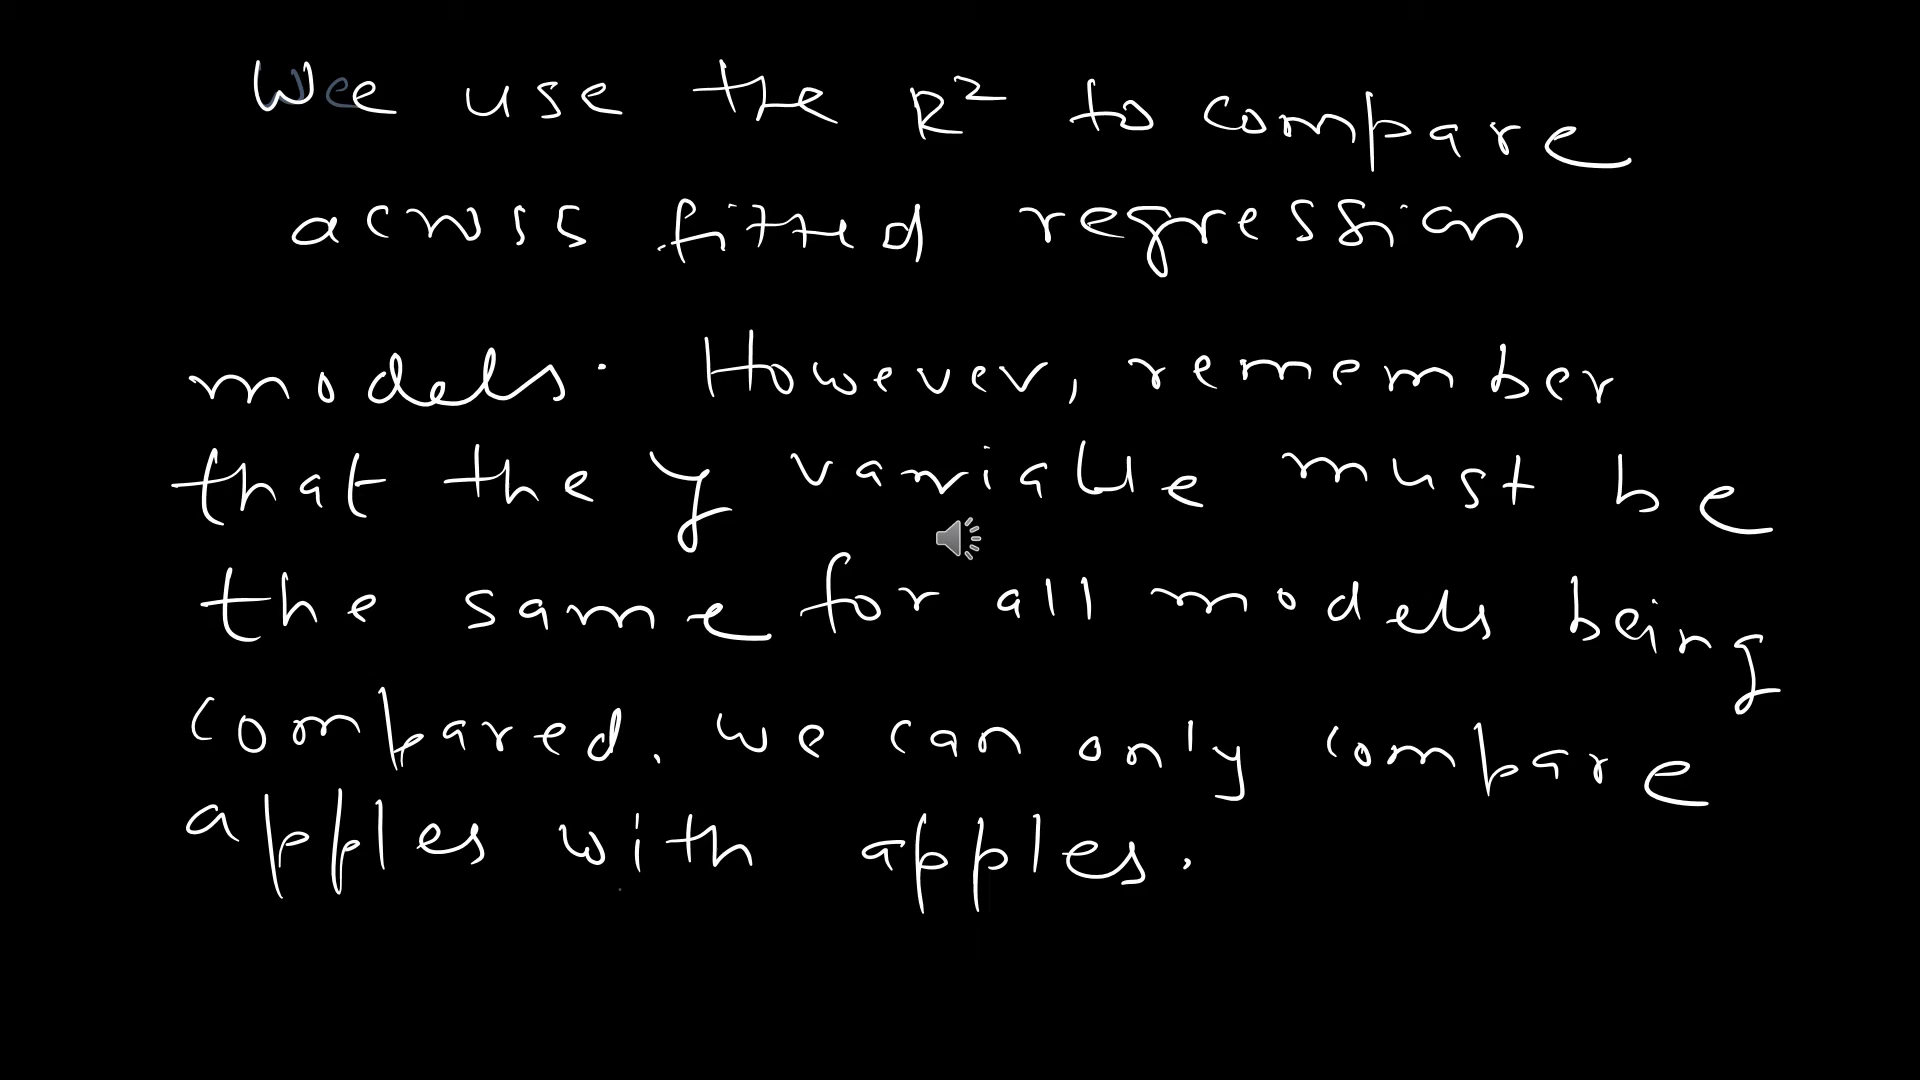 We use the R² to compare
across fitted regression
models. However, remember
that the y variable must be
the same for all models being
compared. we can only compare
apples with apples.